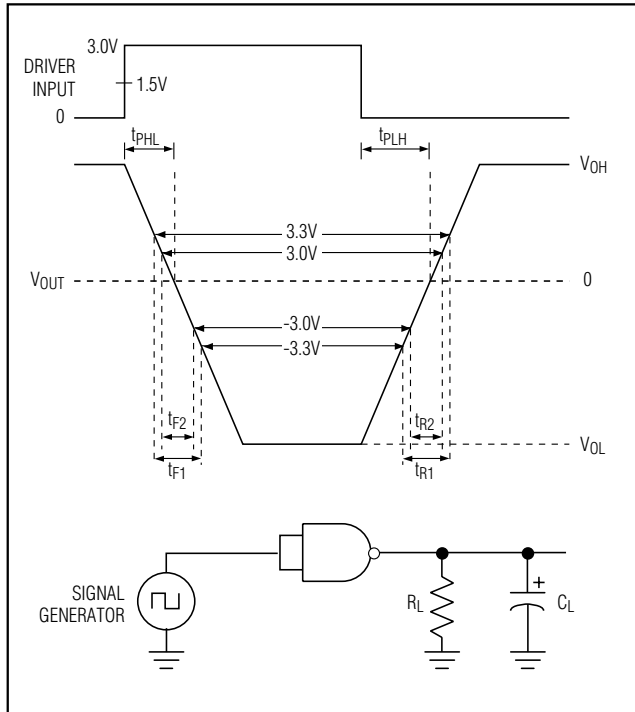 3.0V
DRIVER
INPUT
1.5V
0
tPHL
tPLH
VOH
3.3V
3.0V
VOUT
0
-3.0V
-3.3V
tF2
tR2
tF1
tR1
VOL
SIGNAL
GENERATOR
RL
+
CL